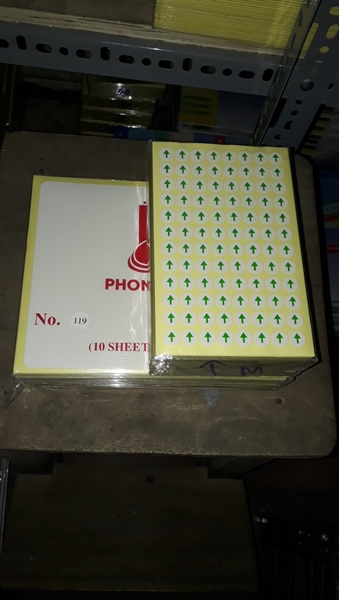 PHON
No. 119
(10 SHEET
↑ M